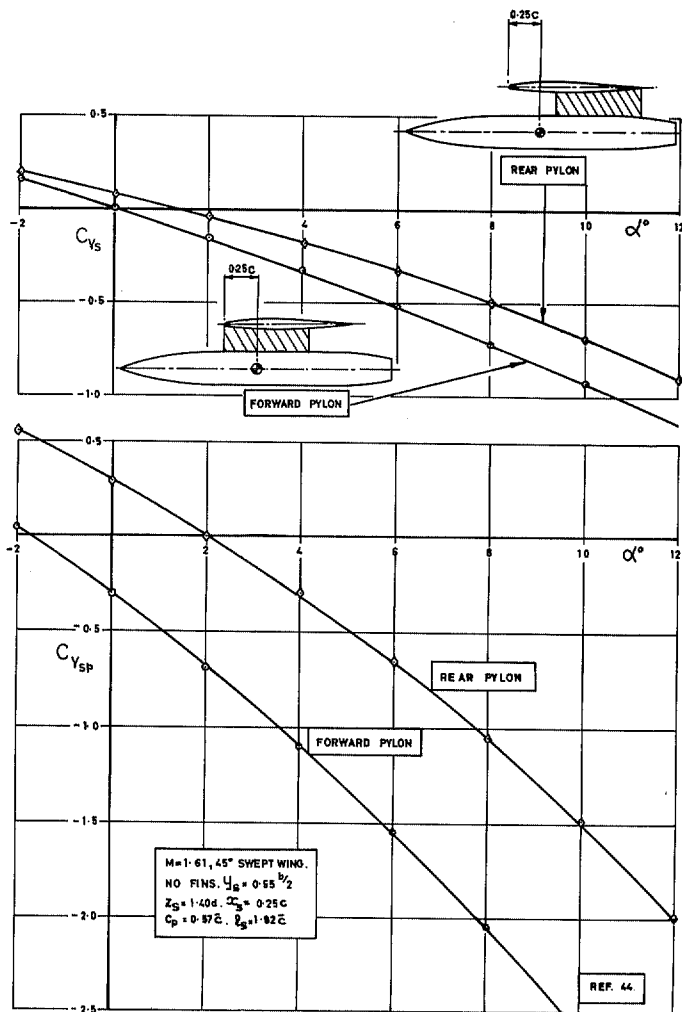 0·25c
0·5
REAR PYLON
-2
0
2
4
6
8
10
α°
12
C_Ys
0·25c
-0·5
-1·0
FORWARD PYLON
0·5
-2
0
2
4
6
8
10
α°
12
-0·5
C_Ysp
REAR PYLON
-1·0
FORWARD PYLON
-1·5
M=1·61, 45° SWEPT WING.
NO FINS. y_s = 0·55 b/2
Z_s = 1·40d. x_s = 0·25c
C_p = 0·57c̄. ℓ_s = 1·92c̄
-2·0
REF. 44.
-2·5